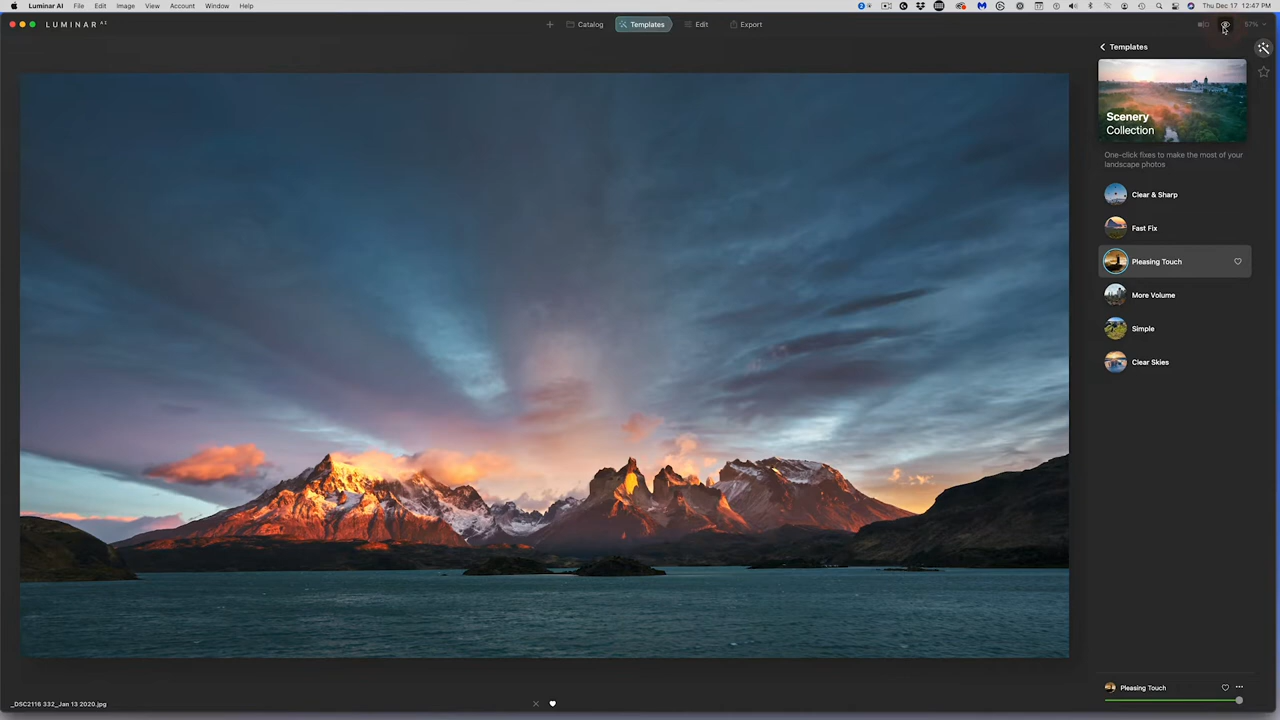 Luminar AI File Edit Image View Account Window Help Thu Dec 17 12:47 PM
LUMINAR AI Catalog Templates Edit Export 57%
Templates
Scenery
Collection
One-click fixes to make the most of your
landscape photos
Clear & Sharp
Fast Fix
Pleasing Touch
More Volume
Simple
Clear Skies
Pleasing Touch
_DSC2116 332_Jan 13 2020.jpg